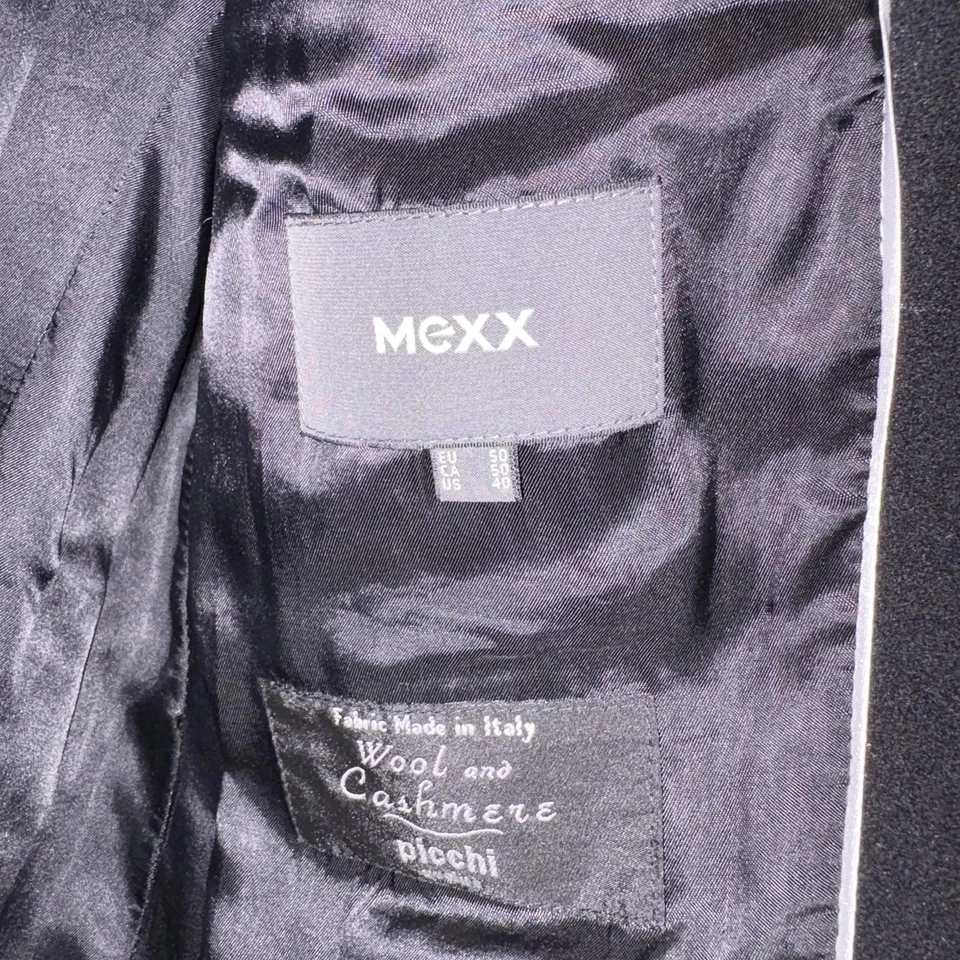 MEXX
EU 50
CA 50
US 40
Fabric Made in Italy
Wool and
Cashmere
picchi